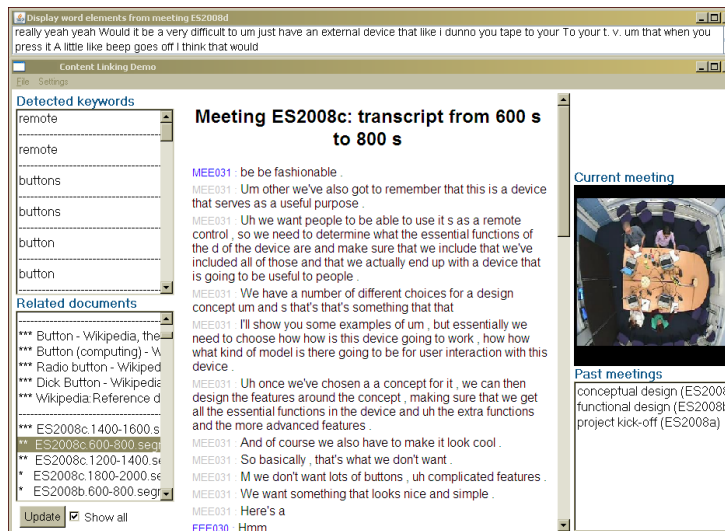 Display word elements from meeting ES2008d
really yeah yeah Would it be a very difficult to um just have an external device that like i dunno you tape to your To your t. v. um that when you
press it A little like beep goes off I think that would
Content Linking Demo
File Settings
Detected keywords
remote
remote
buttons
buttons
button
button
Related documents
*** Button - Wikipedia, the
*** Button (computing) - W
*** Radio button - Wikiped
*** Dick Button - Wikipedia
*** Wikipedia:Reference d
*** ES2008c.1400-1600.s
** ES2008c.600-800.segr
** ES2008c.1200-1400.se
* ES2008c.1800-2000.se
* ES2008b.600-800.segr
Update Show all
Meeting ES2008c: transcript from 600 s
to 800 s
MEE031 : be be fashionable .
MEE031 : Um other we've also got to remember that this is a device
that serves as a useful purpose .
MEE031 : Uh we want people to be able to use it s as a remote
control , so we need to determine what the essential functions of
the d of the device are and make sure that we include that we've
included all of those and that we actually end up with a device that
is going to be useful to people .
MEE031 : We have a number of different choices for a design
concept um and s that's that's something that that
MEE031 : I'll show you some examples of um , but essentially we
need to choose how how is this device going to work , how how
what kind of model is there going to be for user interaction with this
device .
MEE031 : Uh once we've chosen a a concept for it , we can then
design the features around the concept , making sure that we get
all the essential functions in the device and uh the extra functions
and the more advanced features .
MEE031 : And of course we also have to make it look cool .
MEE031 : So basically , that's what we don't want .
MEE031 : M we don't want lots of buttons , uh complicated features .
MEE031 : We want something that looks nice and simple .
MEE031 : Here's a
FEE030 : Hmm
Current meeting
Past meetings
conceptual design (ES2008
functional design (ES2008b
project kick-off (ES2008a)